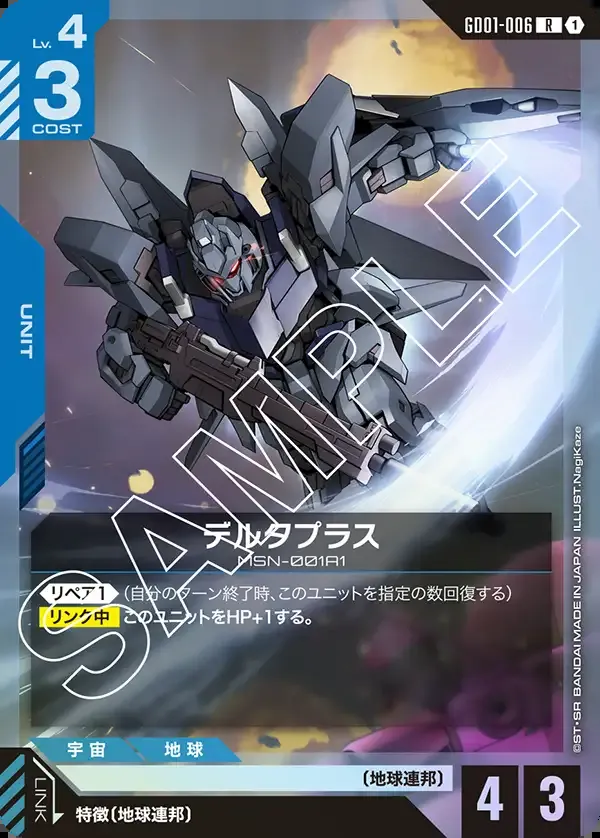 Lv. 4
3
COST
GD01-006 R 1
UNIT
SAMPLE
デルタプラス
MSN-001A1
リペア1 (自分のターン終了時、このユニットを指定の数回復する)
リンク中 このユニットをHP+1する。
©ST・SR BANDAI MADE IN JAPAN ILLUST.NagiKaze
宇宙 地球
LINK
〔地球連邦〕
特徴〔地球連邦〕
4 3